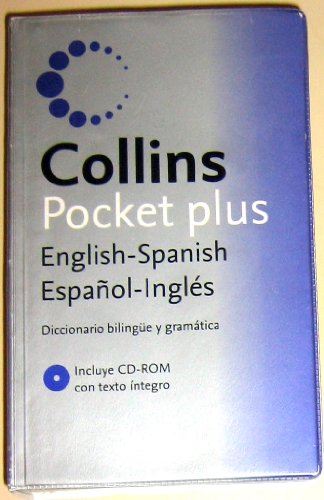 Collins
Pocket plus
English-Spanish
Español-Inglés
Diccionario bilingüe y gramática
Incluye CD-ROM
con texto íntegro